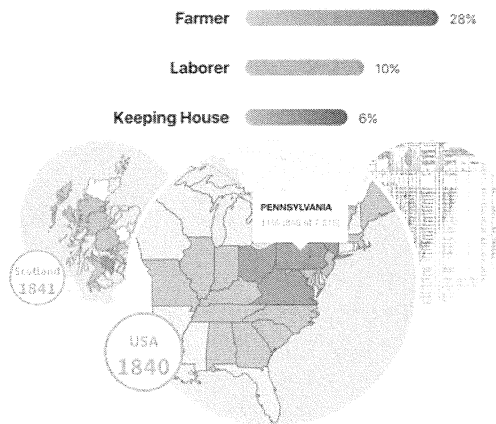 Farmer 28%
Laborer 10%
Keeping House 6%
PENNSYLVANIA
Scotland
1841
USA
1840